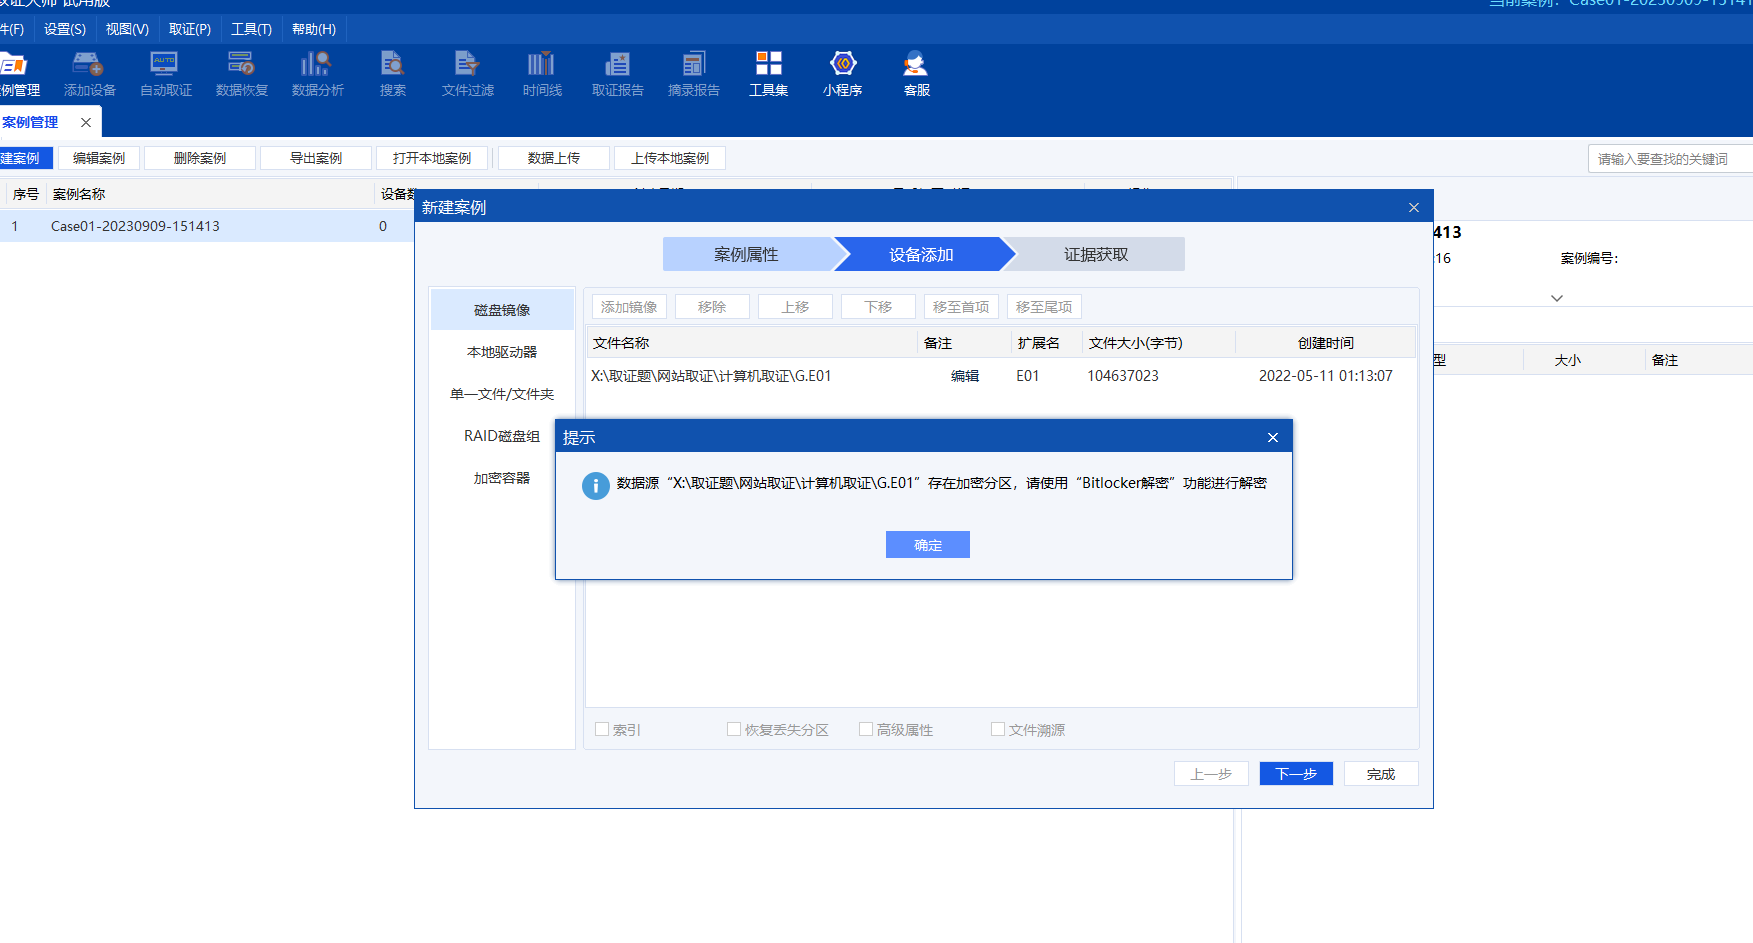 取证大师 试用版
当前案例：Case01-20230909-15141
件(F) 设置(S) 视图(V) 取证(P) 工具(T) 帮助(H)
例管理 添加设备 自动取证 数据恢复 数据分析 搜索 文件过滤 时间线 取证报告 摘录报告 工具集 小程序 客服
案例管理
建案例 编辑案例 删除案例 导出案例 打开本地案例 数据上传 上传本地案例 请输入要查找的关键词
序号 案例名称 设备数
1 Case01-20230909-151413 0
新建案例
413
:16 案例编号：
案例属性 设备添加 证据获取
磁盘镜像
本地驱动器
单一文件/文件夹
RAID磁盘组
加密容器
添加镜像 移除 上移 下移 移至首项 移至尾项
文件名称 备注 扩展名 文件大小(字节) 创建时间
X:\取证题\网站取证\计算机取证\G.E01 编辑 E01 104637023 2022-05-11 01:13:07
型 大小 备注
提示
数据源“X:\取证题\网站取证\计算机取证\G.E01”存在加密分区，请使用“Bitlocker解密”功能进行解密
确定
索引 恢复丢失分区 高级属性 文件溯源
上一步 下一步 完成